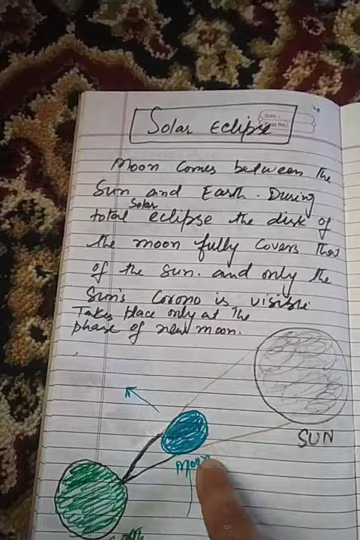 Solar Eclipse
Moon comes between the
Sun and Earth. During
total Solar eclipse the disk of
the moon fully covers that
of the sun. and only the
Sun's Corono is visible
Takes place only at the
phase of new moon.
SUN
Moon